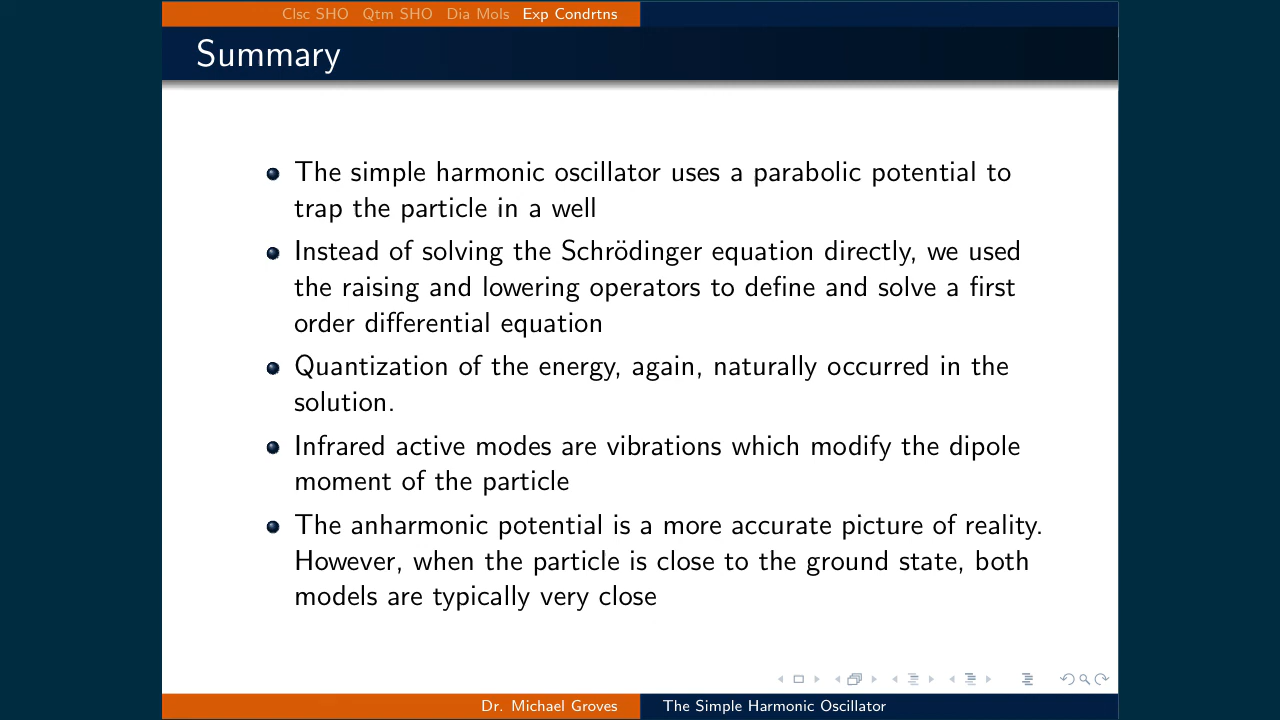 Clsc SHO Qtm SHO Dia Mols Exp Condrtns
Summary
The simple harmonic oscillator uses a parabolic potential to
trap the particle in a well
Instead of solving the Schrödinger equation directly, we used
the raising and lowering operators to define and solve a first
order differential equation
Quantization of the energy, again, naturally occurred in the
solution.
Infrared active modes are vibrations which modify the dipole
moment of the particle
The anharmonic potential is a more accurate picture of reality.
However, when the particle is close to the ground state, both
models are typically very close
Dr. Michael Groves The Simple Harmonic Oscillator